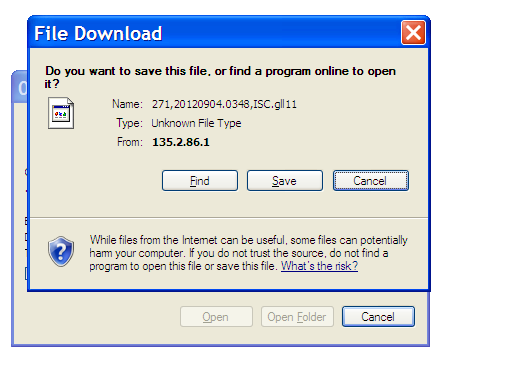 File Download
Do you want to save this file, or find a program online to open
it?
Name: 271,20120904.0348,ISC.gll11
Type: Unknown File Type
From: 135.2.86.1
Find Save Cancel
While files from the Internet can be useful, some files can potentially
harm your computer. If you do not trust the source, do not find a
program to open this file or save this file. What's the risk?
Open Open Folder Cancel